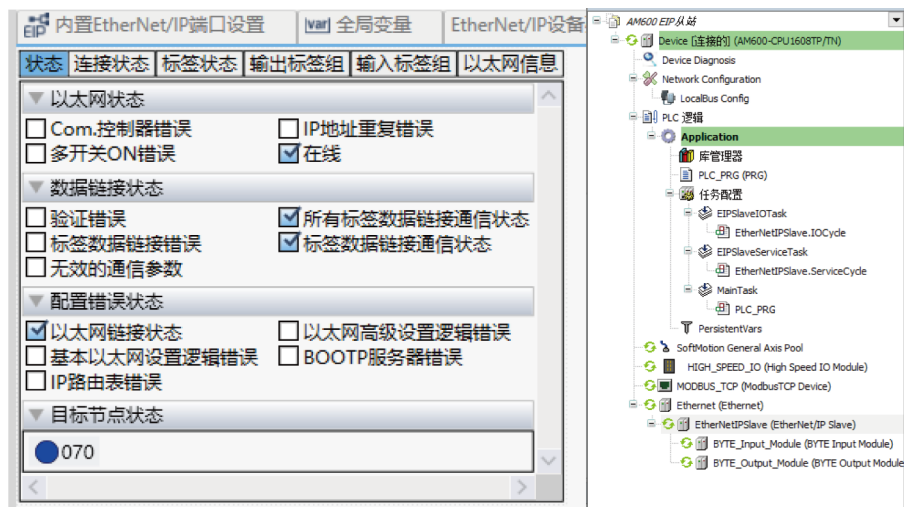 EIP 内置EtherNet/IP端口设置
var 全局变量
EtherNet/IP设备
状态 连接状态 标签状态 输出标签组 输入标签组 以太网信息
以太网状态
Com.控制器错误
IP地址重复错误
多开关ON错误
在线
数据链接状态
验证错误
所有标签数据链接通信状态
标签数据链接错误
标签数据链接通信状态
无效的通信参数
配置错误状态
以太网链接状态
以太网高级设置逻辑错误
基本以太网设置逻辑错误
BOOTP服务器错误
IP路由表错误
目标节点状态
070
AM600 EIP从站
Device [连接的] (AM600-CPU1608TP/TN)
Device Diagnosis
Network Configuration
LocalBus Config
PLC 逻辑
Application
库管理器
PLC_PRG (PRG)
任务配置
EIPSlaveIOTask
EtherNetIPSlave.IOCycle
EIPSlaveServiceTask
EtherNetIPSlave.ServiceCycle
MainTask
PLC_PRG
PersistentVars
SoftMotion General Axis Pool
HIGH_SPEED_IO (High Speed IO Module)
MODBUS_TCP (ModbusTCP Device)
Ethernet (Ethernet)
EtherNetIPSlave (EtherNet/IP Slave)
BYTE_Input_Module (BYTE Input Module)
BYTE_Output_Module (BYTE Output Module